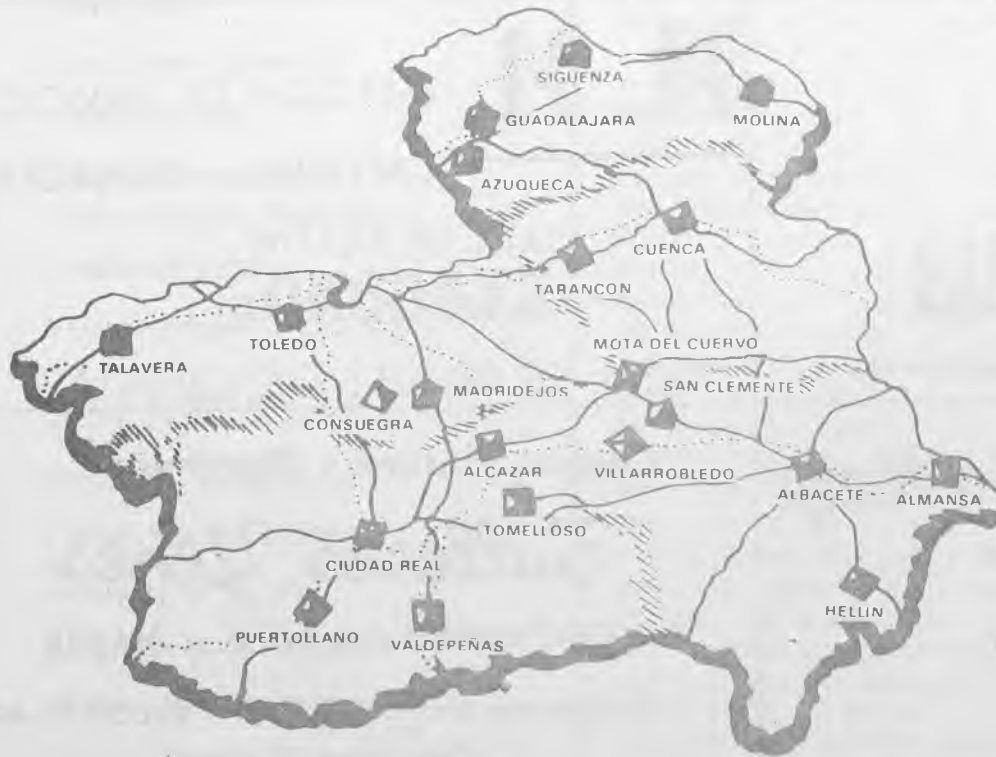 SIGUENZA
MOLINA
GUADALAJARA
AZUQUECA
CUENCA
TARANCON
TOLEDO
MOTA DEL CUERVO
TALAVERA
MADRIDEJOS
SAN CLEMENTE
CONSUEGRA
ALCAZAR
VILLARROBLEDO
ALBACETE
ALMANSA
TOMELLOSO
CIUDAD REAL
HELLIN
PUERTOLLANO
VALDEPEÑAS